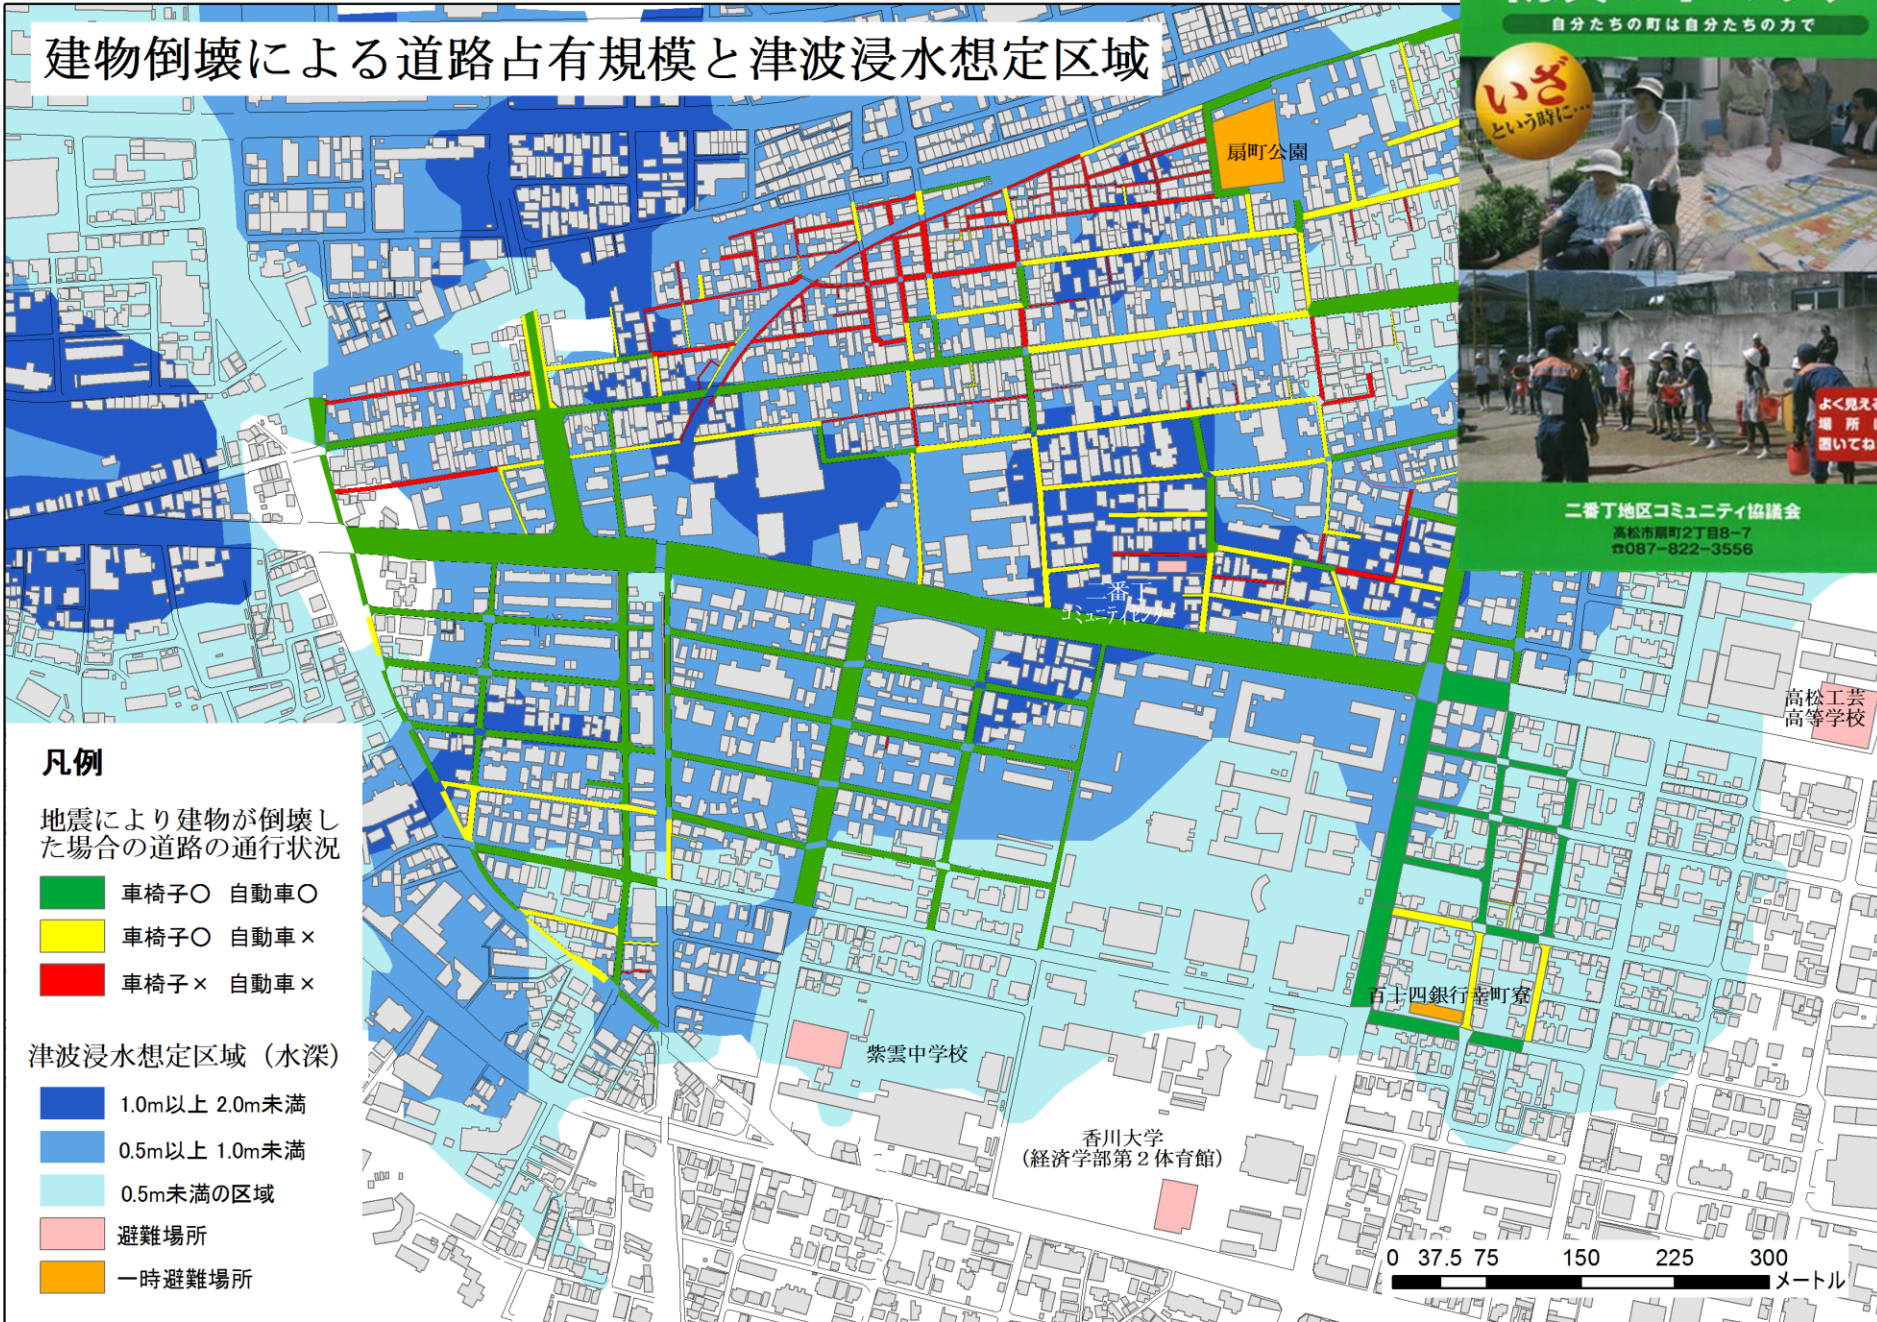 建物倒壊による道路占有規模と津波浸水想定区域
自分たちの町は自分たちの力で
いざ
という時に…
よく見える
場所に
置いてね
二番丁地区コミュニティ協議会
高松市扇町2丁目8-7
☎087-822-3556
扇町公園
二番丁
コミュニティセンター
高松工芸
高等学校
百十四銀行幸町寮
紫雲中学校
香川大学
(経済学部第2体育館)
凡例
地震により建物が倒壊し
た場合の道路の通行状況
車椅子〇 自動車〇
車椅子〇 自動車×
車椅子× 自動車×
津波浸水想定区域(水深)
1.0m以上 2.0m未満
0.5m以上 1.0m未満
0.5m未満の区域
避難場所
一時避難場所
0 37.5 75 150 225 300
メートル